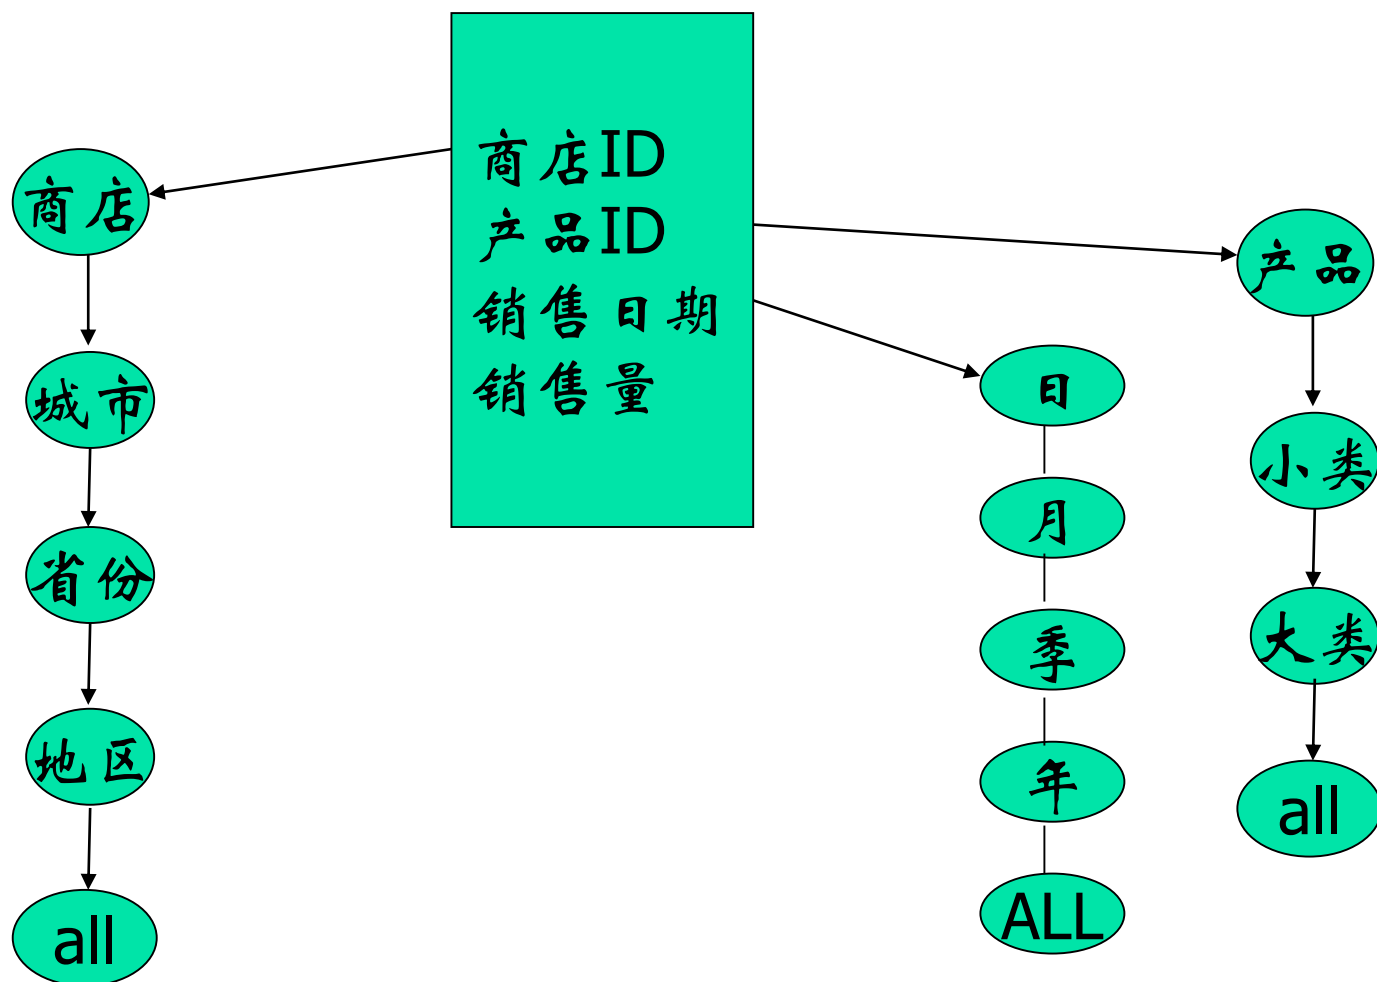 商店ID
产品ID
销售日期
销售量
商店
城市
省份
地区
all
日
月
季
年
ALL
产品
小类
大类
all